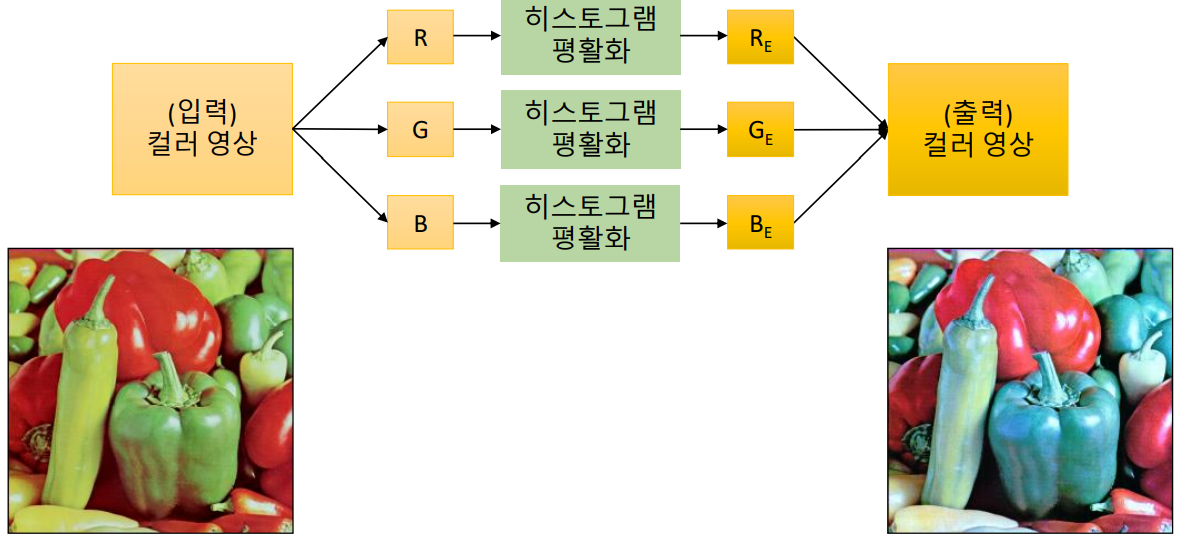 R
히스토그램
평활화
R_E
(입력)
컬러 영상
G
히스토그램
평활화
G_E
(출력)
컬러 영상
B
히스토그램
평활화
B_E